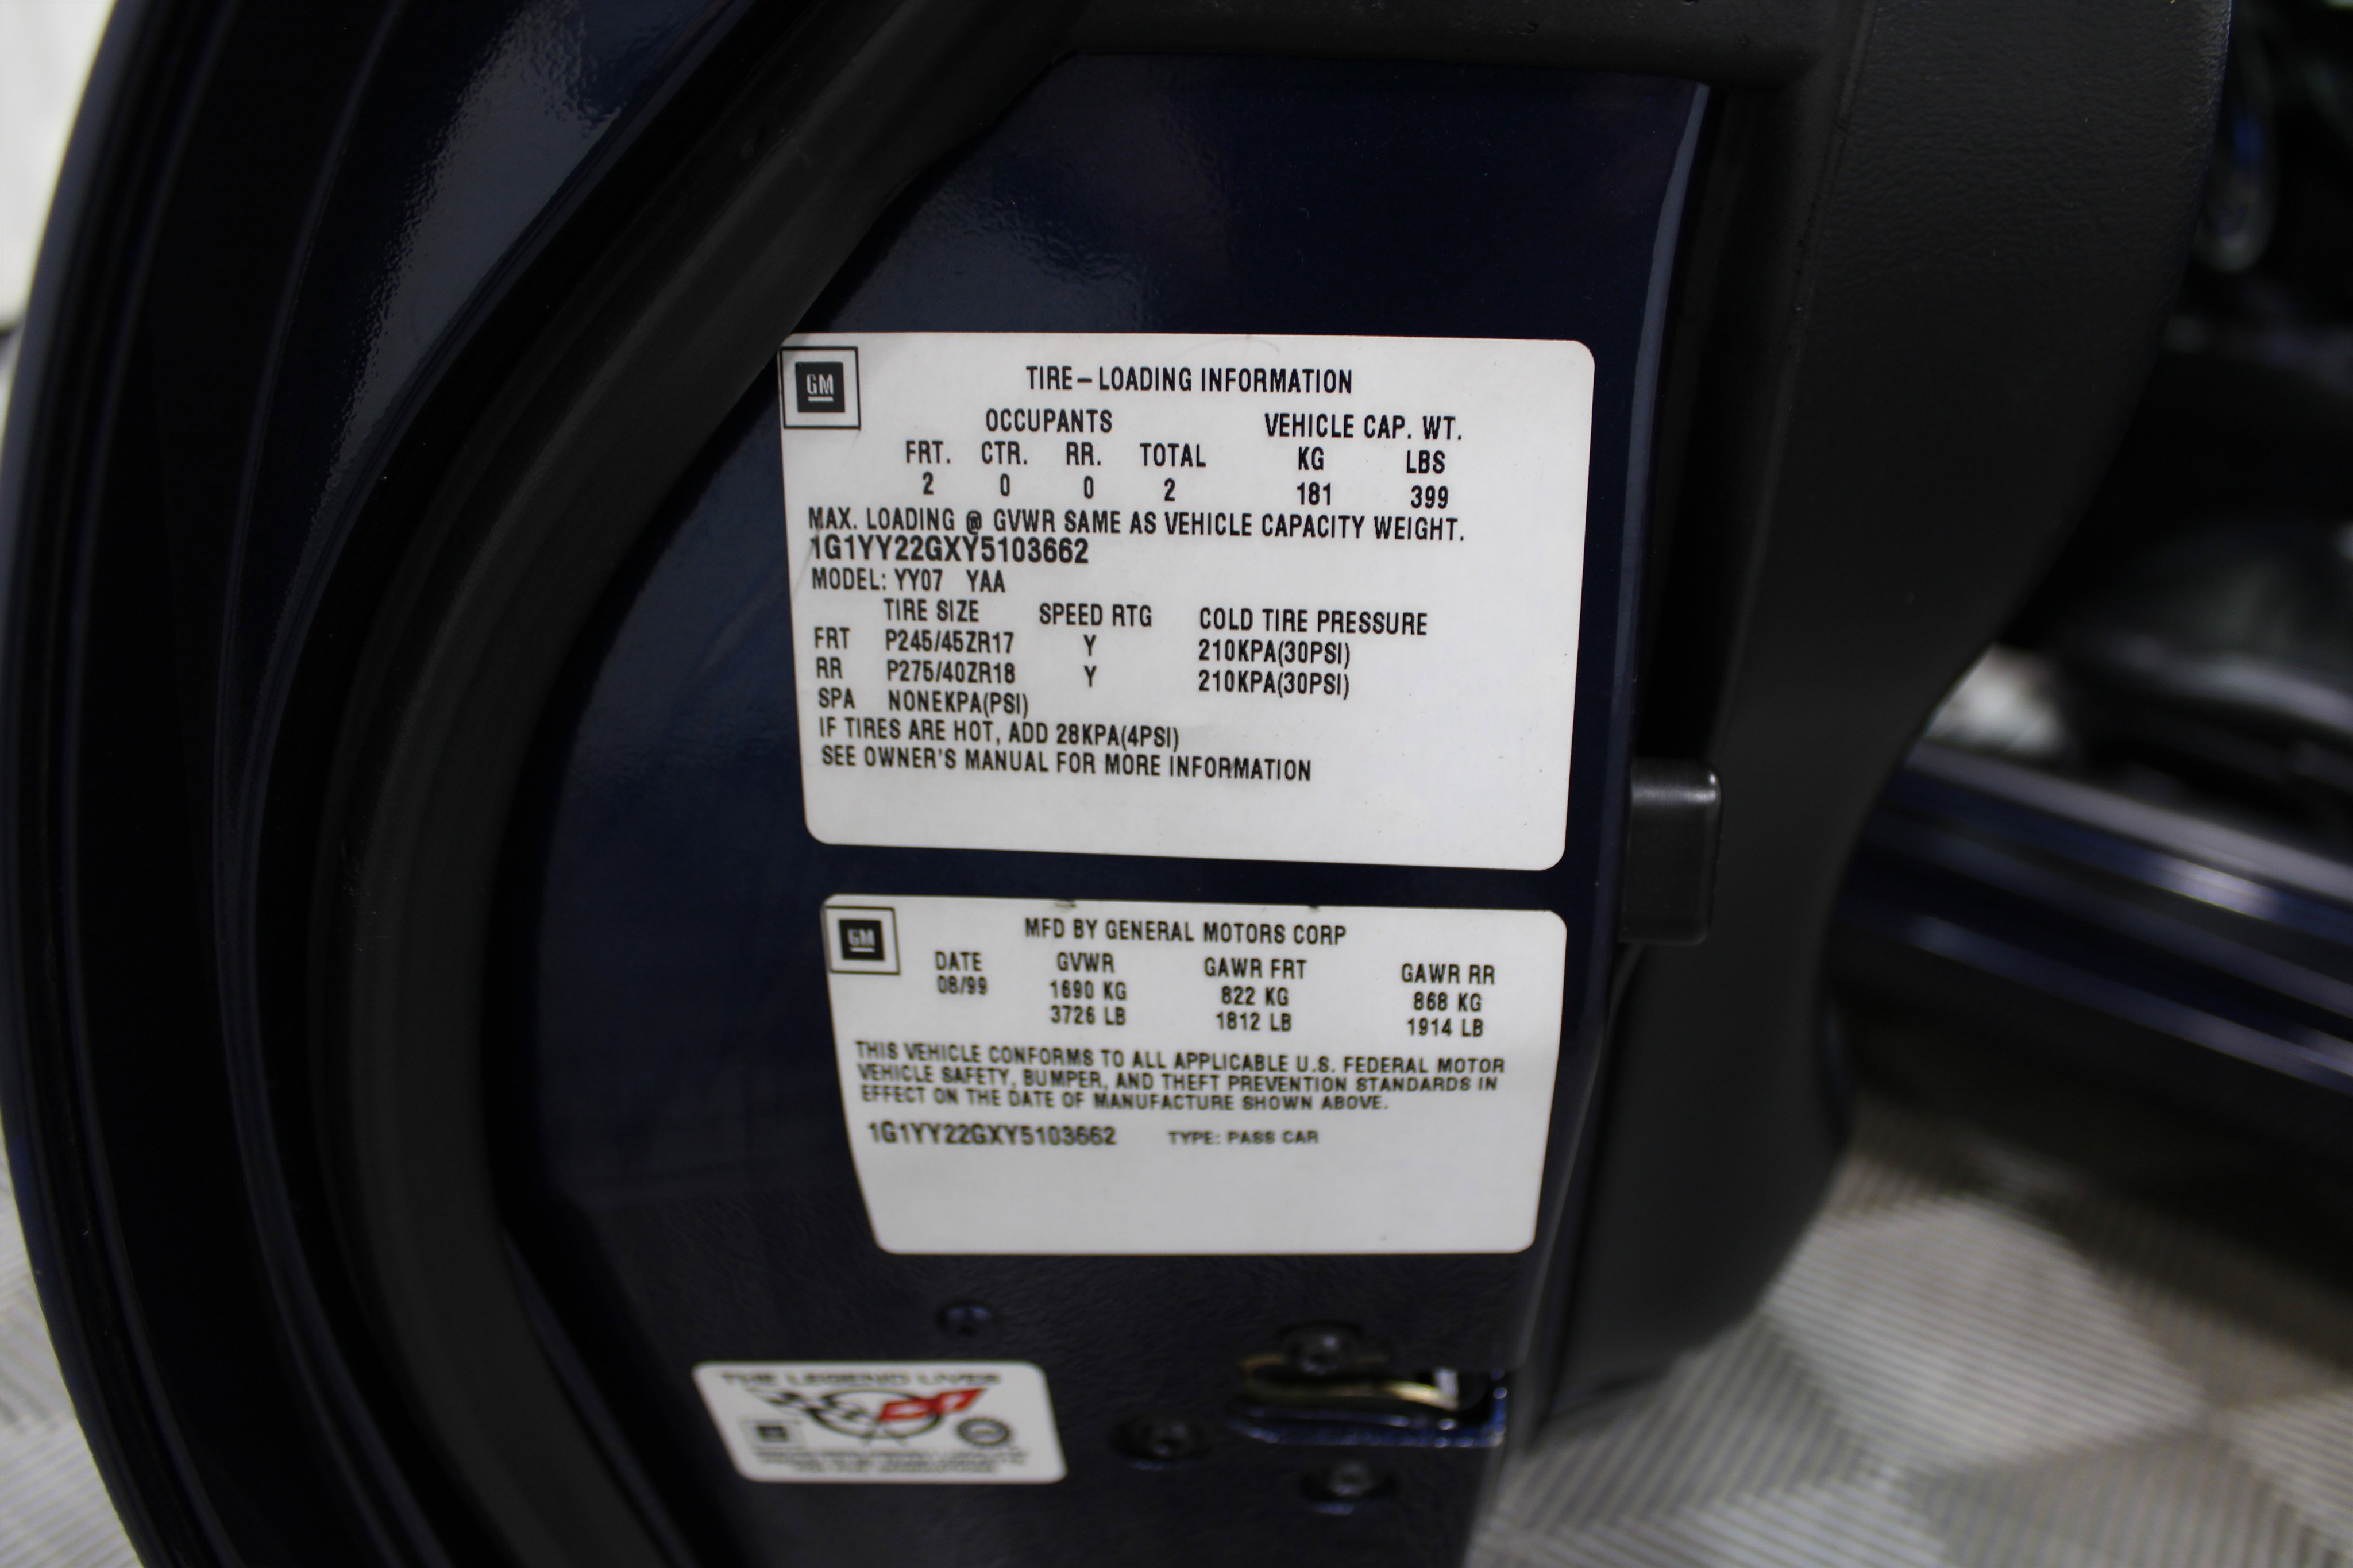 GM
TIRE–LOADING INFORMATION
OCCUPANTS VEHICLE CAP. WT.
FRT. CTR. RR. TOTAL KG LBS
2 0 0 2 181 399
MAX. LOADING @ GVWR SAME AS VEHICLE CAPACITY WEIGHT.
1G1YY22GXY5103662
MODEL: YY07 YAA
TIRE SIZE SPEED RTG COLD TIRE PRESSURE
FRT P245/45ZR17 Y 210KPA(30PSI)
RR P275/40ZR18 Y 210KPA(30PSI)
SPA NONEKPA(PSI)
IF TIRES ARE HOT, ADD 28KPA(4PSI)
SEE OWNER'S MANUAL FOR MORE INFORMATION
GM
MFD BY GENERAL MOTORS CORP
DATE GVWR GAWR FRT GAWR RR
08/99 1690 KG 822 KG 868 KG
3726 LB 1812 LB 1914 LB
THIS VEHICLE CONFORMS TO ALL APPLICABLE U.S. FEDERAL MOTOR
VEHICLE SAFETY, BUMPER, AND THEFT PREVENTION STANDARDS IN
EFFECT ON THE DATE OF MANUFACTURE SHOWN ABOVE.
1G1YY22GXY5103662 TYPE: PASS CAR
THE LEGEND LIVES